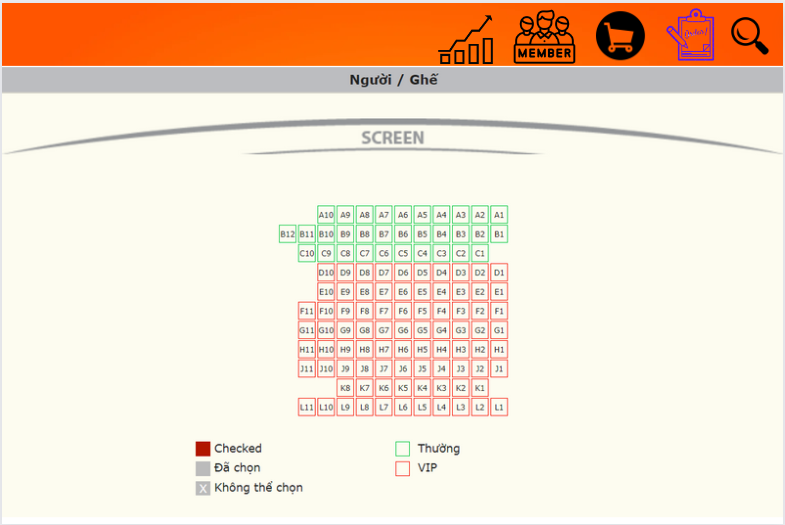 MEMBER
Người / Ghế
SCREEN
A10 A9 A8 A7 A6 A5 A4 A3 A2 A1
B12 B11 B10 B9 B8 B7 B6 B5 B4 B3 B2 B1
C10 C9 C8 C7 C6 C5 C4 C3 C2 C1
D10 D9 D8 D7 D6 D5 D4 D3 D2 D1
E10 E9 E8 E7 E6 E5 E4 E3 E2 E1
F11 F10 F9 F8 F7 F6 F5 F4 F3 F2 F1
G11 G10 G9 G8 G7 G6 G5 G4 G3 G2 G1
H11 H10 H9 H8 H7 H6 H5 H4 H3 H2 H1
J11 J10 J9 J8 J7 J6 J5 J4 J3 J2 J1
K8 K7 K6 K5 K4 K3 K2 K1
L11 L10 L9 L8 L7 L6 L5 L4 L3 L2 L1
Checked Thường
Đã chọn VIP
X Không thể chọn